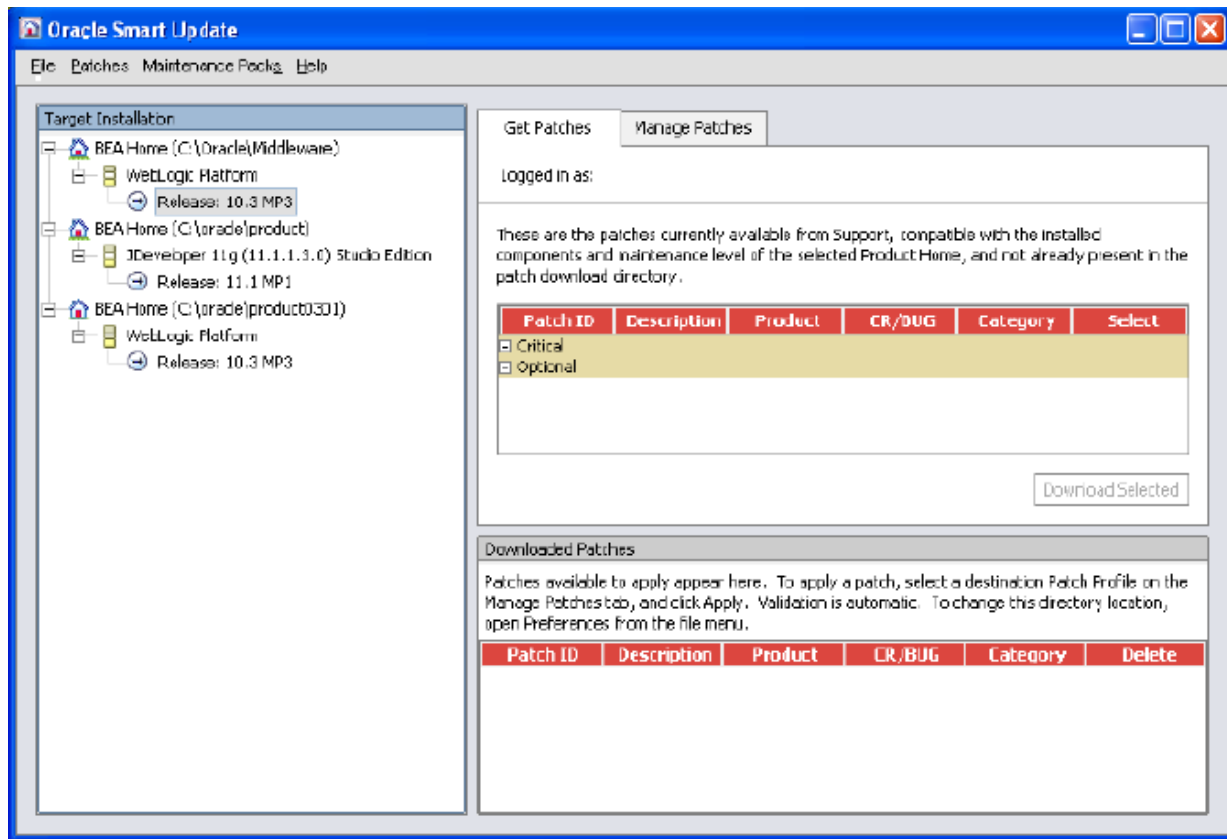 Oracle Smart Update
File Patches Maintenance Packs Help
Target Installation
BEA Home (C:\Oracle\Middleware)
WebLogic Platform
Release: 10.3 MP3
BEA Home (C:\oracle\product)
JDeveloper 11g (11.1.1.3.0) Studio Edition
Release: 11.1 MP1
BEA Home (C:\oracle\product0301)
WebLogic Platform
Release: 10.3 MP3
Get Patches Manage Patches
Logged in as:
These are the patches currently available from Support, compatible with the installed
components and maintenance level of the selected Product Home, and not already present in the
patch download directory.
Patch ID Description Product CR/BUG Category Select
Critical
Optional
Download Selected
Downloaded Patches
Patches available to apply appear here. To apply a patch, select a destination Patch Profile on the
Manage Patches tab, and click Apply. Validation is automatic. To change this directory location,
open Preferences from the file menu.
Patch ID Description Product CR/BUG Category Delete